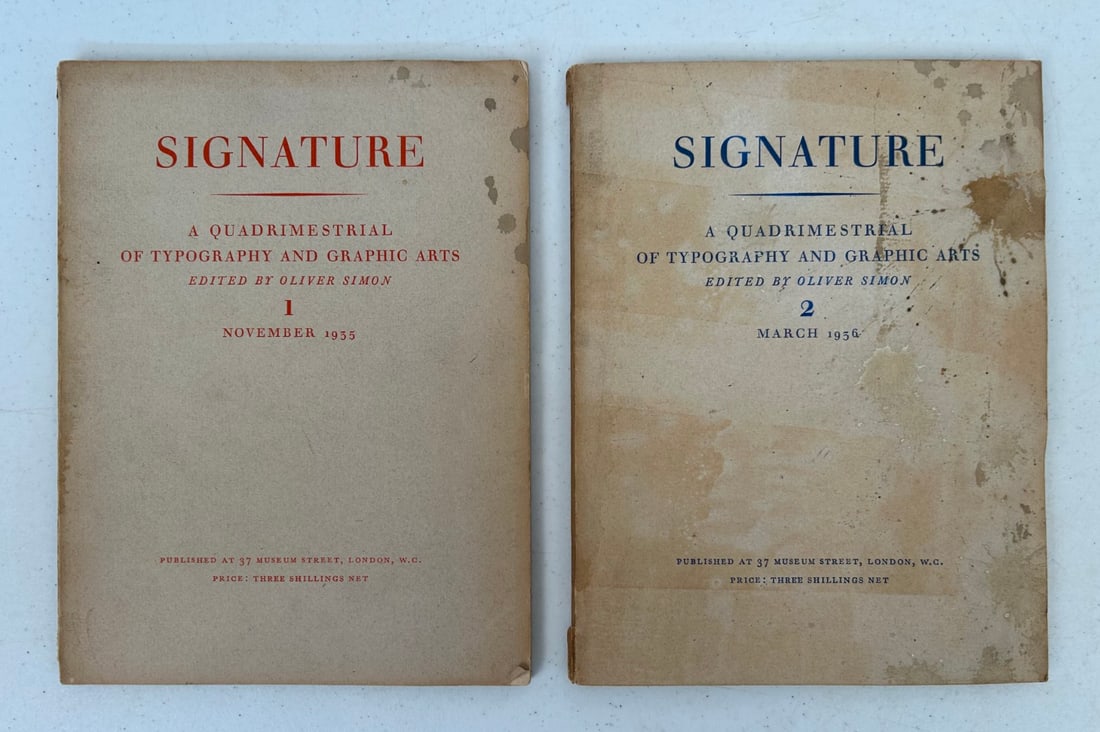 SIGNATURE
A QUADRIMESTRIAL
OF TYPOGRAPHY AND GRAPHIC ARTS
EDITED BY OLIVER SIMON
1
NOVEMBER 1935
PUBLISHED AT 37 MUSEUM STREET, LONDON, W.C.
PRICE: THREE SHILLINGS NET
SIGNATURE
A QUADRIMESTRIAL
OF TYPOGRAPHY AND GRAPHIC ARTS
EDITED BY OLIVER SIMON
2
MARCH 1936
PUBLISHED AT 37 MUSEUM STREET, LONDON, W.C.
PRICE: THREE SHILLINGS NET